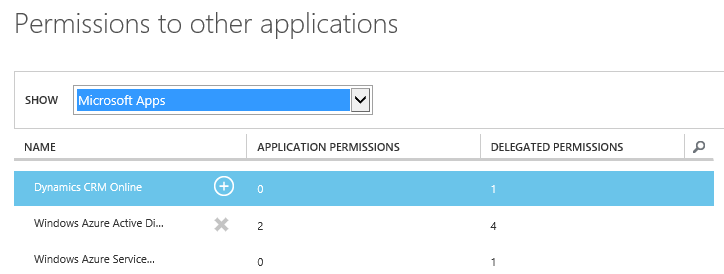 Permissions to other applications
SHOW Microsoft Apps
NAME APPLICATION PERMISSIONS DELEGATED PERMISSIONS
Dynamics CRM Online 0 1
Windows Azure Active Di... 2 4
Windows Azure Service... 0 1